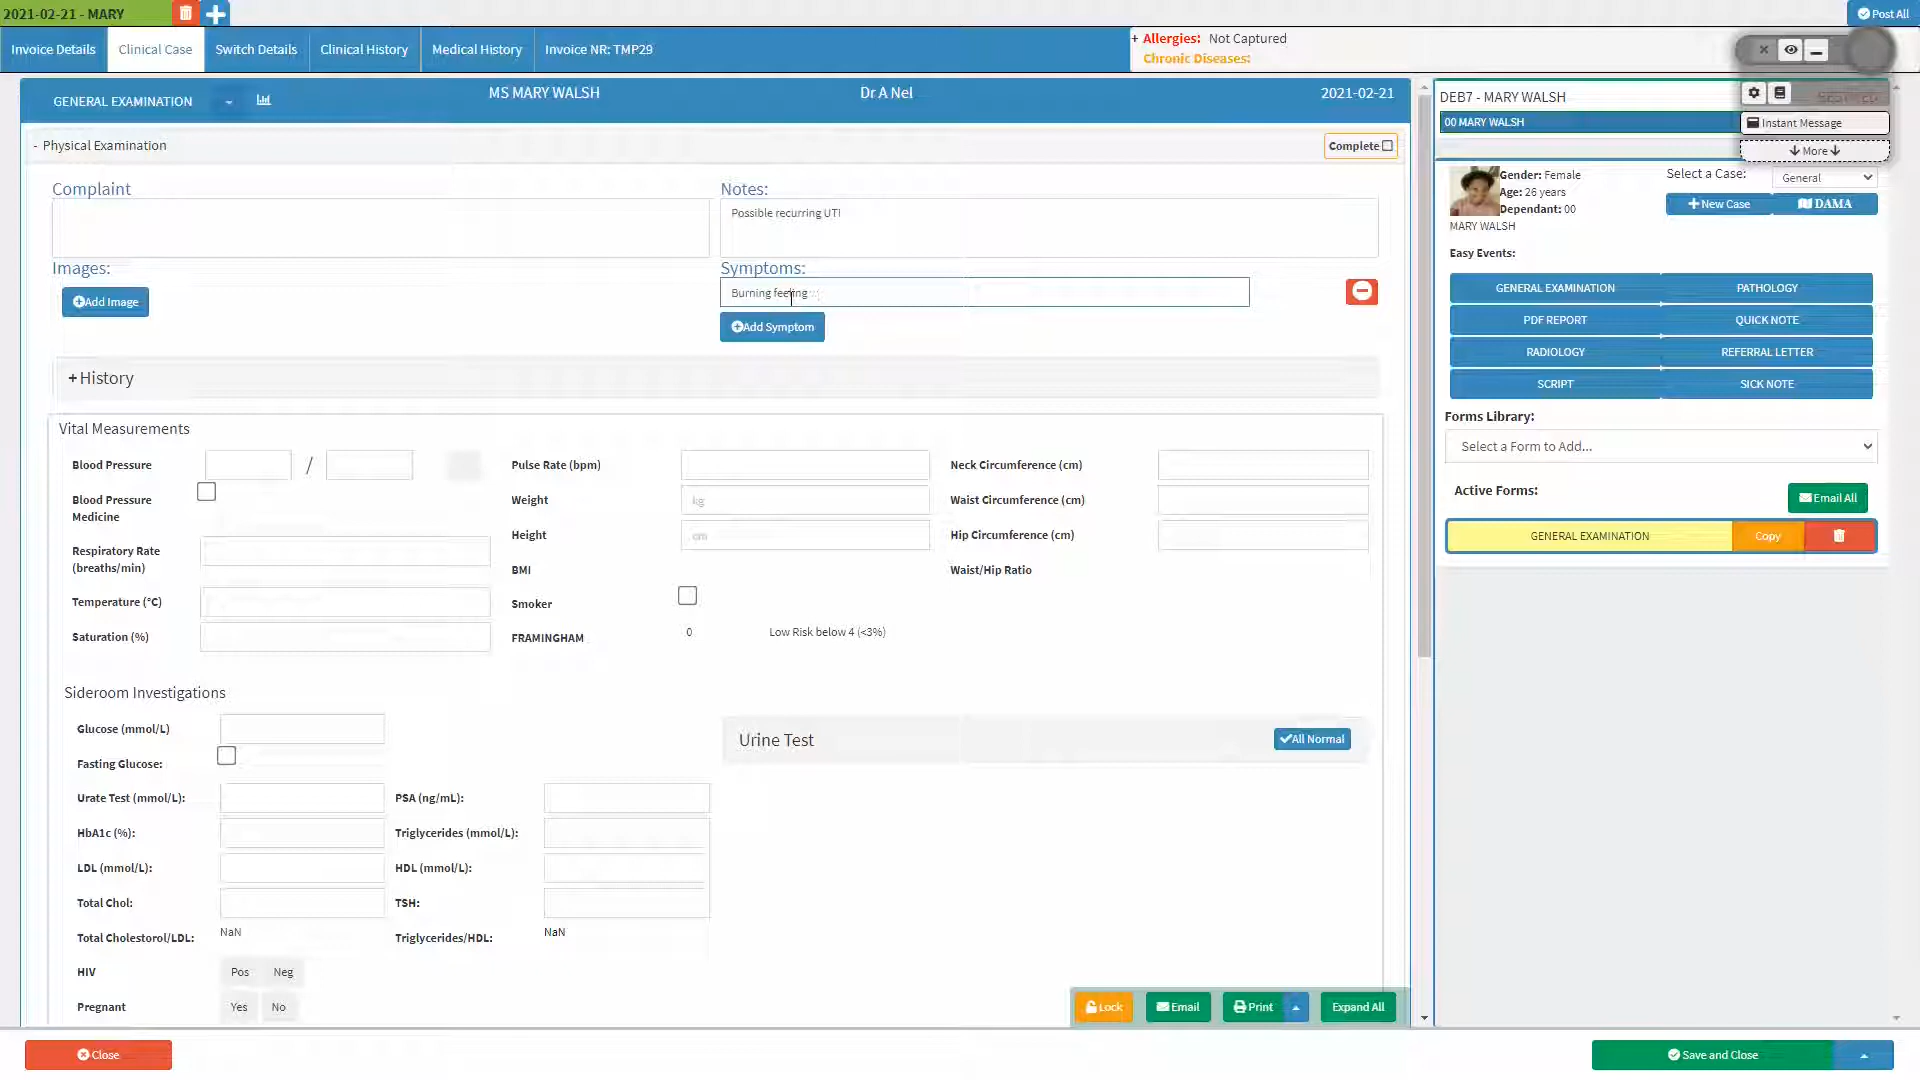 2021-02-21 - MARY
Post All
Invoice Details
Clinical Case
Switch Details
Clinical History
Medical History
Invoice NR: TMP29
+ Allergies: Not Captured
Chronic Diseases:
GENERAL EXAMINATION
MS MARY WALSH
Dr A Nel
2021-02-21
- Physical Examination
Complete
Complaint
Notes:
Possible recurring UTI
Images:
Add Image
Symptoms:
Burning feeling
Add Symptom
+ History
Vital Measurements
Blood Pressure /
Blood Pressure
Medicine
Respiratory Rate
(breaths/min)
Temperature (°C)
Saturation (%)
Pulse Rate (bpm)
Weight kg
Height cm
BMI
Smoker
FRAMINGHAM 0 Low Risk below 4 (<3%)
Neck Circumference (cm)
Waist Circumference (cm)
Hip Circumference (cm)
Waist/Hip Ratio
Sideroom Investigations
Glucose (mmol/L)
Fasting Glucose:
Urate Test (mmol/L):
HbA1c (%):
LDL (mmol/L):
Total Chol:
Total Cholestorol/LDL: NaN
HIV Pos Neg
Pregnant Yes No
PSA (ng/mL):
Triglycerides (mmol/L):
HDL (mmol/L):
TSH:
Triglycerides/HDL: NaN
Urine Test
All Normal
Lock
Email
Print
Expand All
DEB7 - MARY WALSH
00 MARY WALSH
Instant Message
More
Gender: Female
Age: 26 years
Dependant: 00
MARY WALSH
Select a Case: General
New Case
DAMA
Easy Events:
GENERAL EXAMINATION
PATHOLOGY
PDF REPORT
QUICK NOTE
RADIOLOGY
REFERRAL LETTER
SCRIPT
SICK NOTE
Forms Library:
Select a Form to Add...
Active Forms:
Email All
GENERAL EXAMINATION
Copy
Close
Save and Close